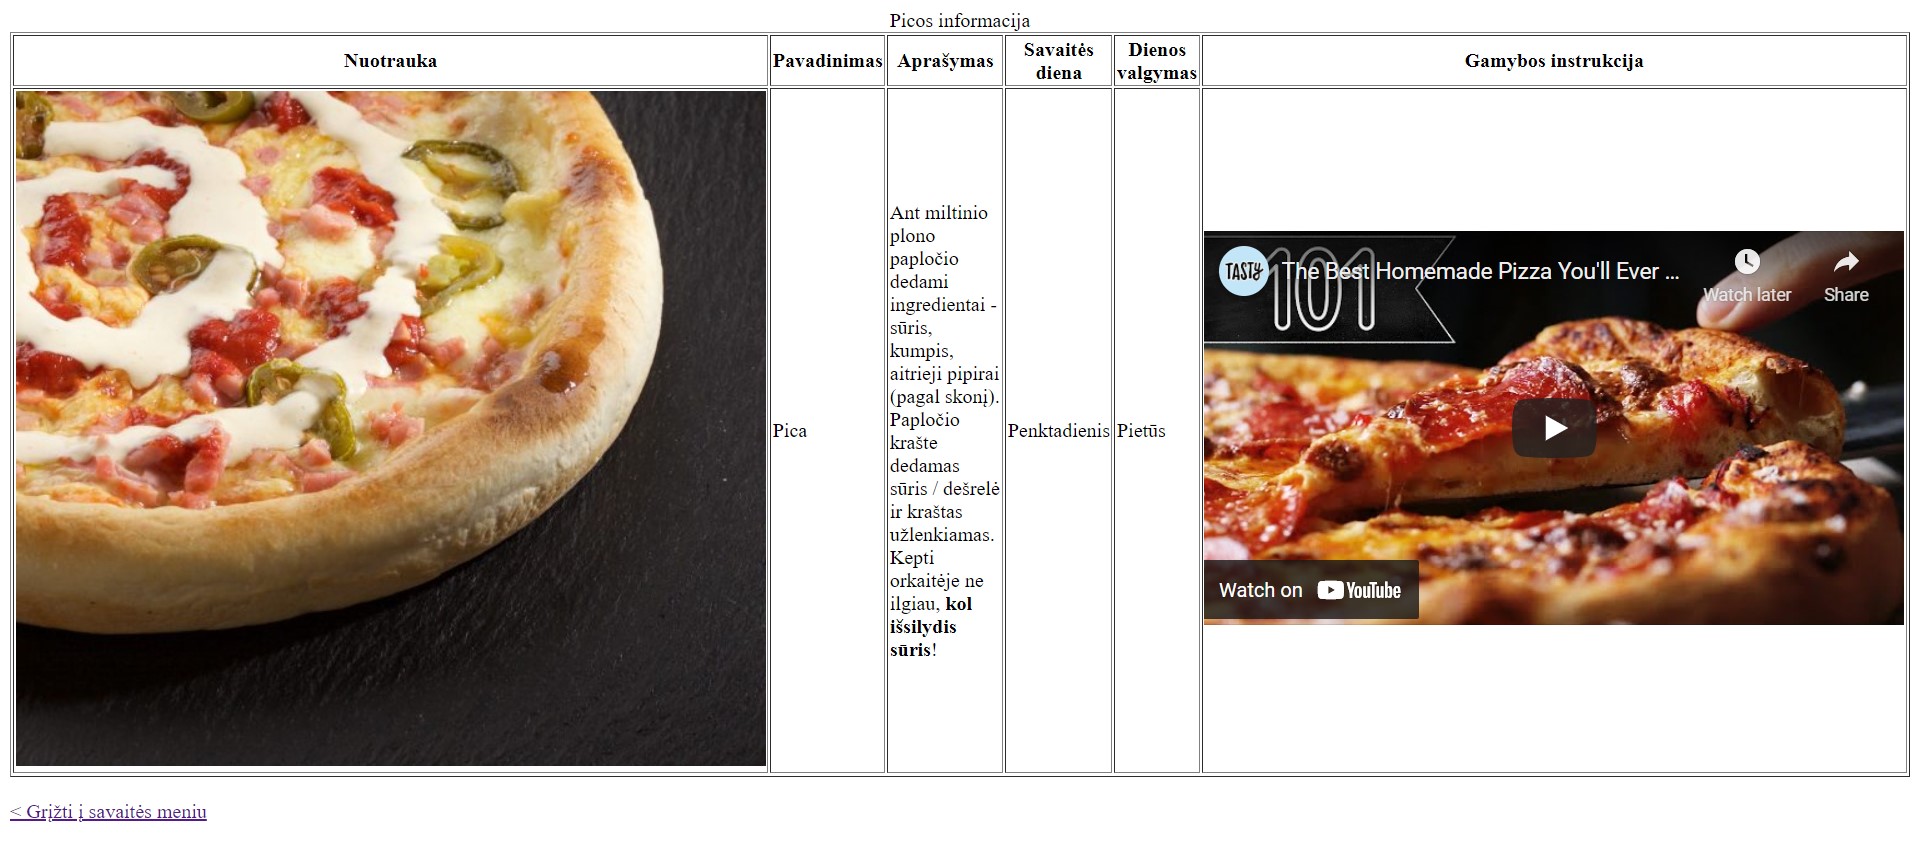 Picos informacija
Nuotrauka
Pavadinimas
Aprašymas
Savaitės
diena
Dienos
valgymas
Gamybos instrukcija
Pica
Ant miltinio
plono
papločio
dedami
ingredientai -
sūris,
kumpis,
aitrieji pipirai
(pagal skonį).
Papločio
krašte
dedamas
sūris / dešrelė
ir kraštas
užlenkiamas.
Kepti
orkaitėje ne
ilgiau, kol
išsilydis
sūris!
Penktadienis
Pietūs
101
TASTY
The Best Homemade Pizza You'll Ever ...
Watch later
Share
Watch on YouTube
< Grįžti į savaitės meniu